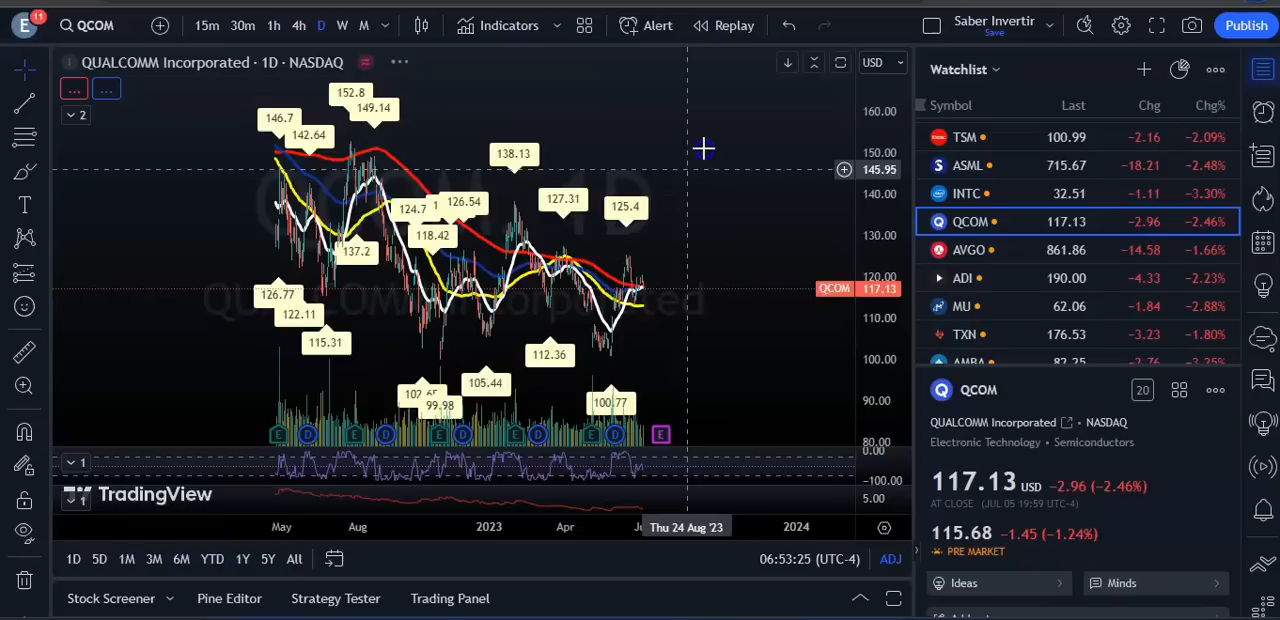 E 11 QCOM 15m 30m 1h 4h D W M Indicators Alert Replay Saber Invertir Save Publish
QUALCOMM Incorporated · 1D · NASDAQ
USD
... ...
2
152.8
149.14
146.7
142.64
138.13
127.31
125.4
124.7
126.54
118.42
137.2
126.77
122.11
115.31
112.36
105.44
99.98
100.77
QCOM, 1D
QUALCOMM Incorporated
160.00
150.00
145.95
140.00
130.00
120.00
QCOM 117.13
110.00
100.00
90.00
80.00
E D E D E D E D E D E
1
0.00
-100.00
1
5.00
TradingView
May Aug 2023 Apr Thu 24 Aug '23 2024
1D 5D 1M 3M 6M YTD 1Y 5Y All 06:53:25 (UTC-4) ADJ
Stock Screener Pine Editor Strategy Tester Trading Panel
Watchlist
Symbol Last Chg Chg%
TSM 100.99 −2.16 −2.09%
ASML 715.67 −18.21 −2.48%
INTC 32.51 −1.11 −3.30%
QCOM 117.13 −2.96 −2.46%
AVGO 861.86 −14.58 −1.66%
ADI 190.00 −4.33 −2.23%
MU 62.06 −1.84 −2.88%
TXN 176.53 −3.23 −1.80%
AMBA 82.25 −2.76 −3.25%
QCOM 20
QUALCOMM Incorporated • NASDAQ
Electronic Technology • Semiconductors
117.13 USD −2.96 (−2.46%)
AT CLOSE (JUL 05 19:59 UTC-4)
115.68 −1.45 (−1.24%)
PRE MARKET
Ideas Minds